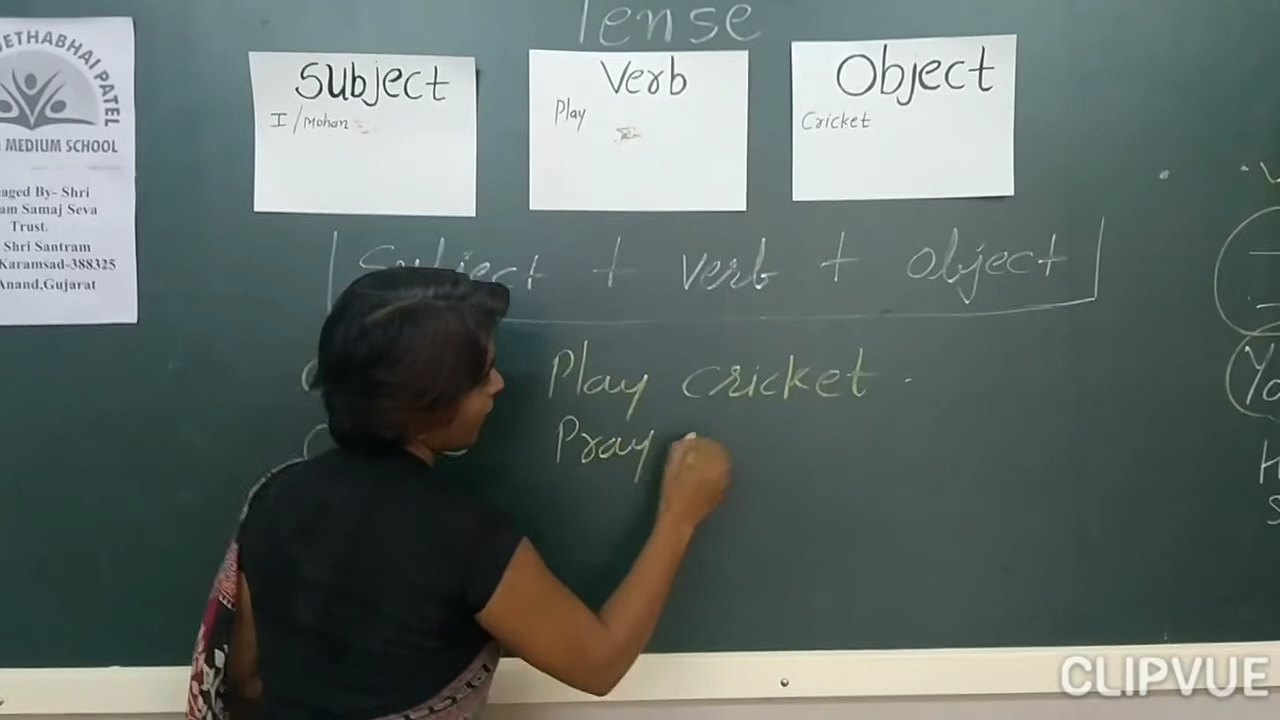 Tense
JETHABHAI PATEL
MEDIUM SCHOOL
aged By- Shri
am Samaj Seva
Trust.
Shri Santram
Karamsad-388325
Anand,Gujarat
Subject
I / Mohan
Verb
Play
Object
Cricket
Subject + verb + object
Play cricket .
Pray
CLIPVUE